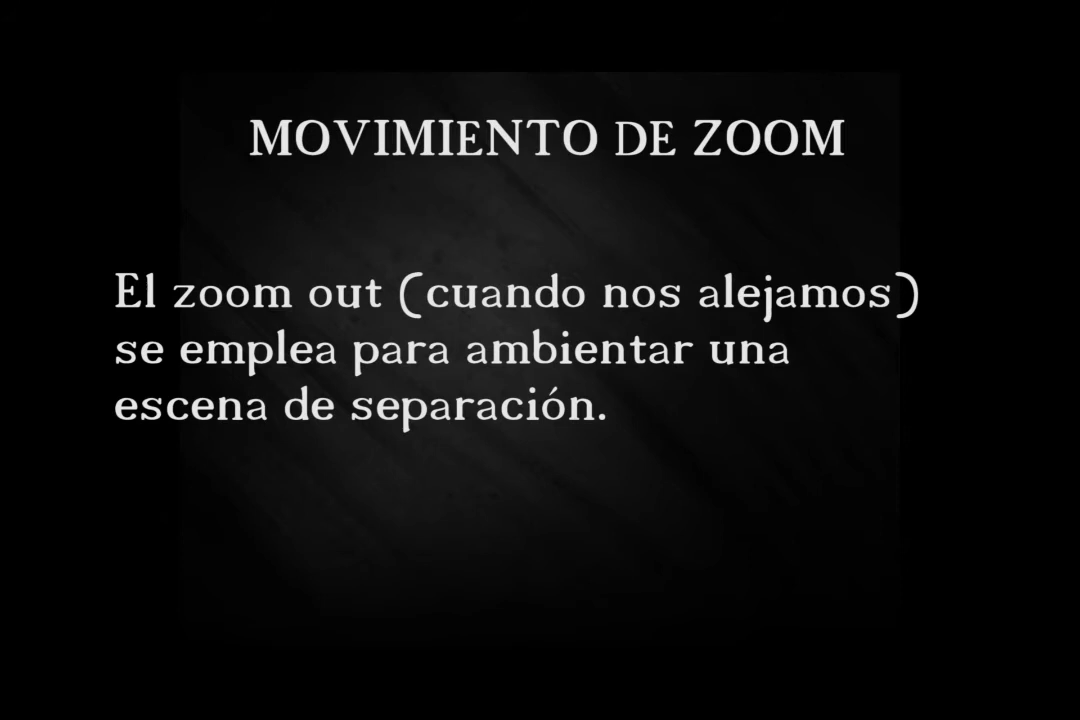 MOVIMIENTO DE ZOOM
El zoom out (cuando nos alejamos)
se emplea para ambientar una
escena de separación.